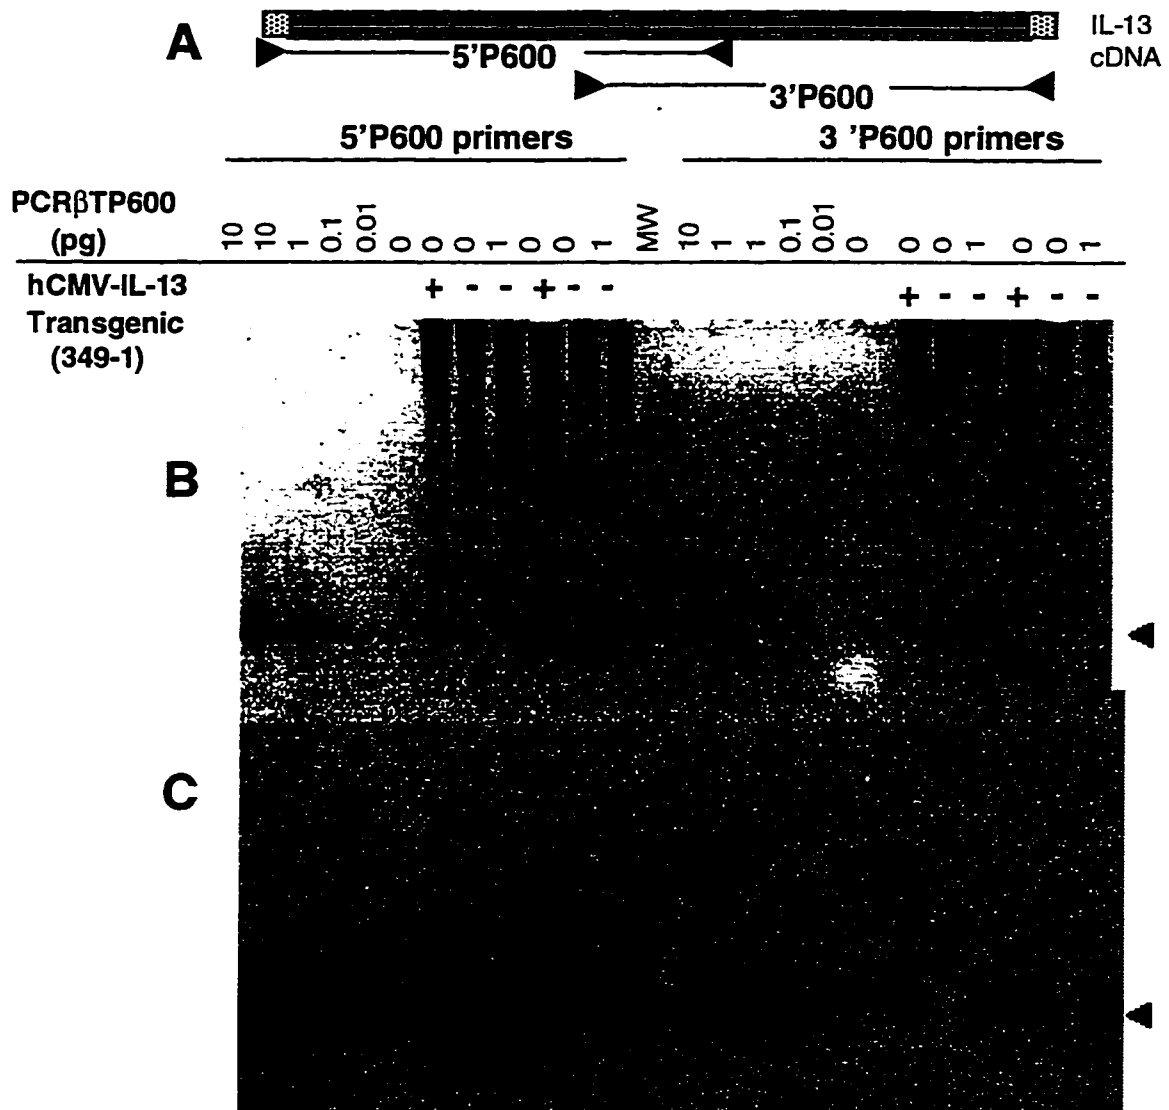 A
IL-13
cDNA
5'P600
3'P600
5'P600 primers
3 'P600 primers
PCRβTP600
(pg)
10 10 1 0.1 0.01 0 0 0 1 0 0 1 MW 10 1 1 0.1 0.01 0 0 0 1 0 0 1
hCMV-IL-13
Transgenic
(349-1)
+ - - + - - + - - + - -
B
C